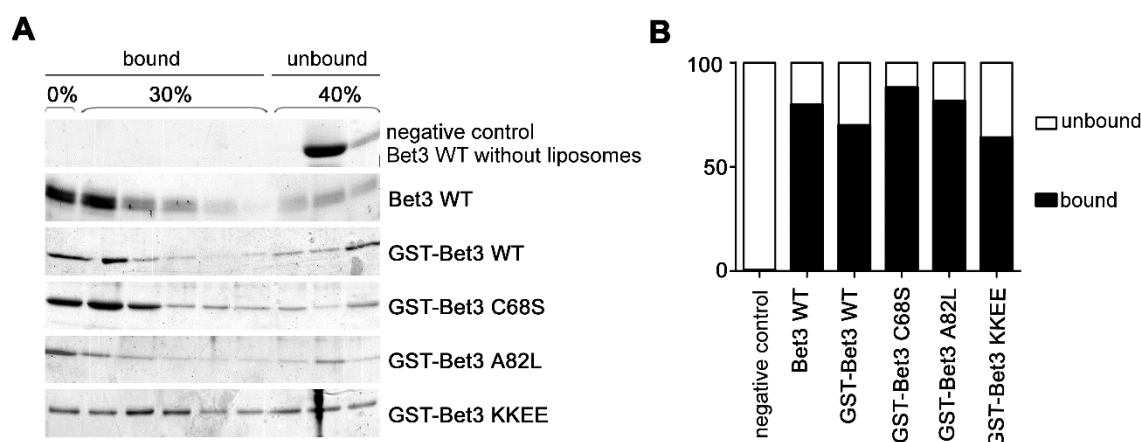 A
bound
unbound
0%
30%
40%
negative control
Bet3 WT without liposomes
Bet3 WT
GST-Bet3 WT
GST-Bet3 C68S
GST-Bet3 A82L
GST-Bet3 KKEE
B
100
50
0
unbound
bound
negative control
Bet3 WT
GST-Bet3 WT
GST-Bet3 C68S
GST-Bet3 A82L
GST-Bet3 KKEE